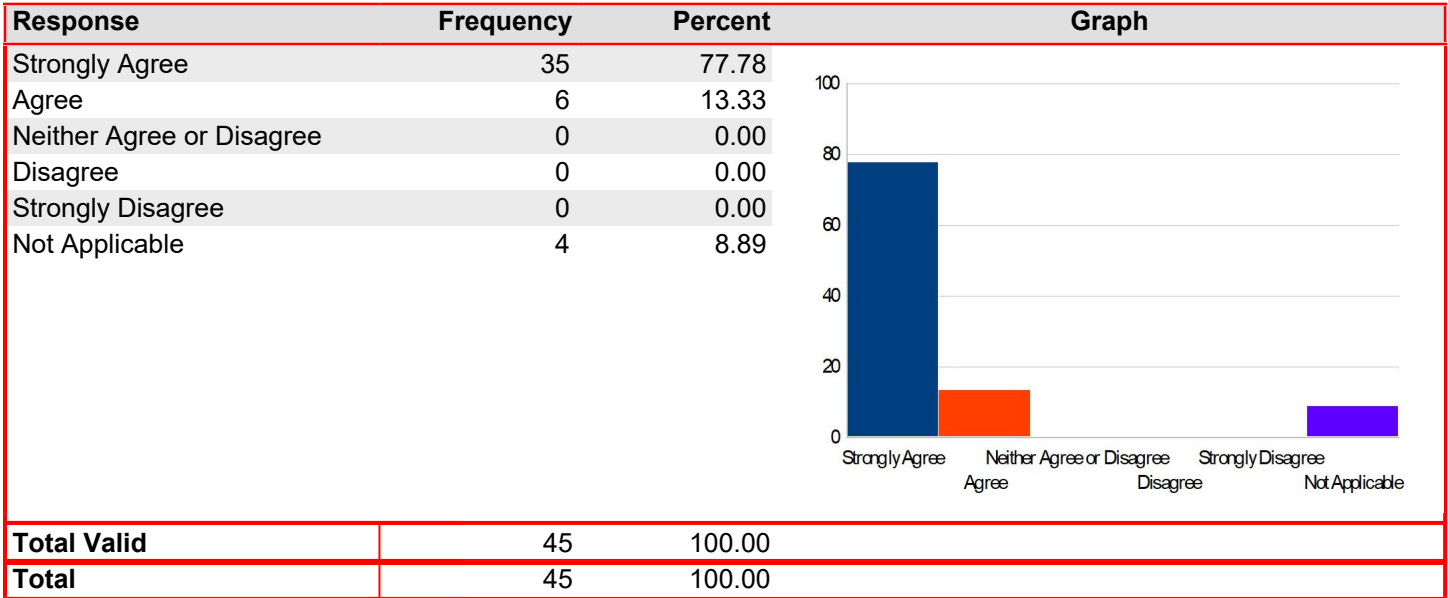 Response Frequency Percent Graph
Strongly Agree 35 77.78
Agree 6 13.33
Neither Agree or Disagree 0 0.00
Disagree 0 0.00
Strongly Disagree 0 0.00
Not Applicable 4 8.89
100
80
60
40
20
0
Strongly Agree Neither Agree or Disagree Strongly Disagree
Agree Disagree Not Applicable
Total Valid 45 100.00
Total 45 100.00